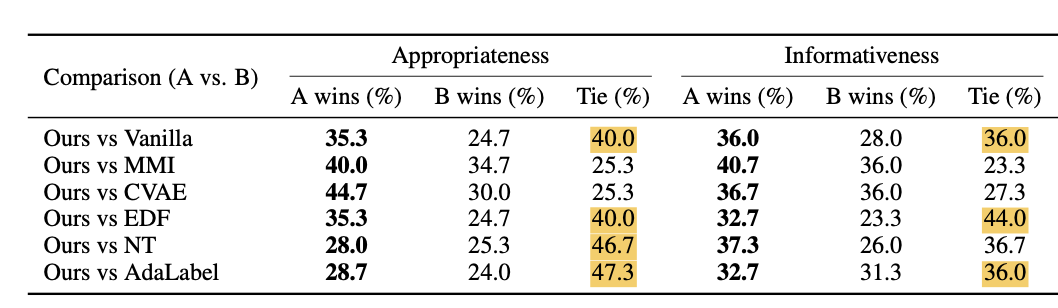 Appropriateness Informativeness
Comparison (A vs. B)
A wins (%) B wins (%) Tie (%) A wins (%) B wins (%) Tie (%)
Ours vs Vanilla 35.3 24.7 40.0 36.0 28.0 36.0
Ours vs MMI 40.0 34.7 25.3 40.7 36.0 23.3
Ours vs CVAE 44.7 30.0 25.3 36.7 36.0 27.3
Ours vs EDF 35.3 24.7 40.0 32.7 23.3 44.0
Ours vs NT 28.0 25.3 46.7 37.3 26.0 36.7
Ours vs AdaLabel 28.7 24.0 47.3 32.7 31.3 36.0